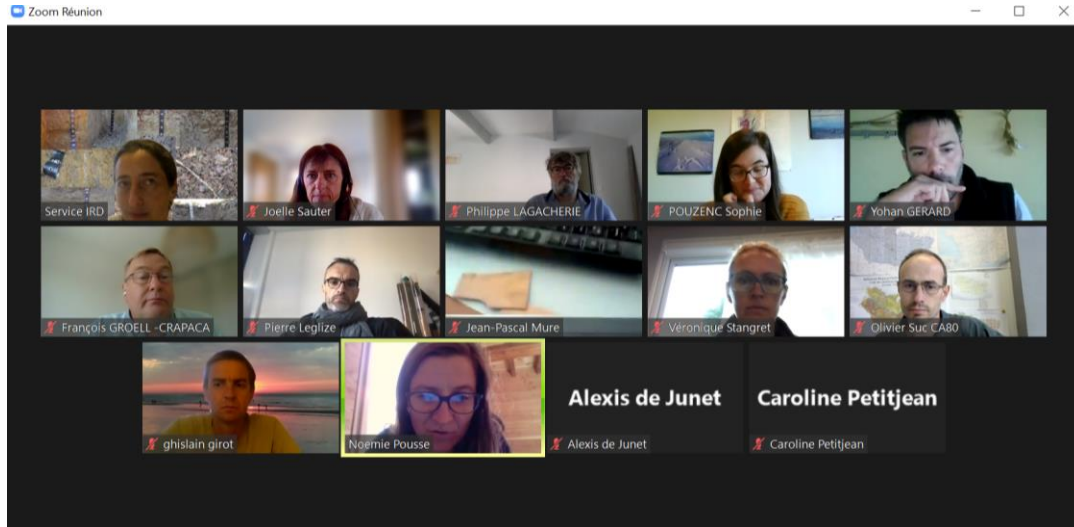 Zoom Réunion
Service IRD
Joelle Sauter
Philippe LAGACHERIE
POUZENC Sophie
Yohan GERARD
François GROELL -CRAPACA
Pierre Leglize
Jean-Pascal Mure
Véronique Stangret
Olivier Suc CA80
ghislain girot
Noemie Pousse
Alexis de Junet
Alexis de Junet
Caroline Petitjean
Caroline Petitjean